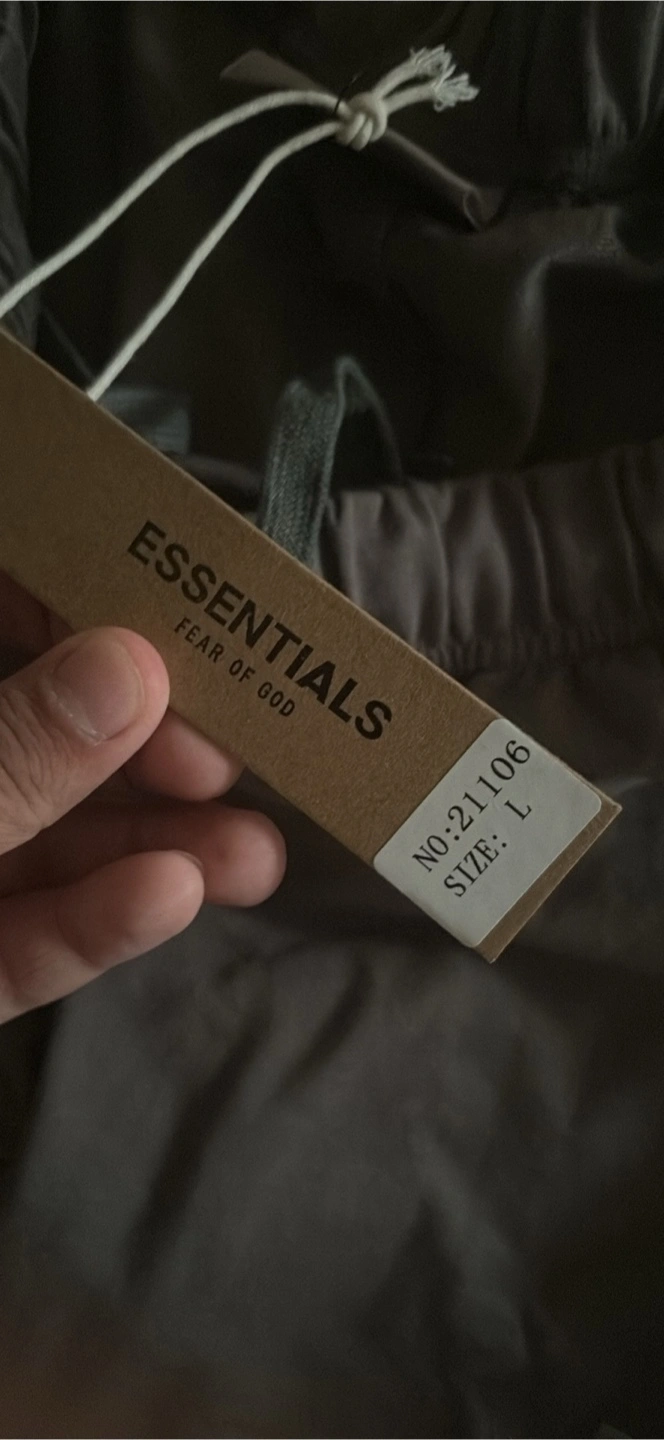 ESSENTIALS
FEAR OF GOD
NO:21106
SIZE: L